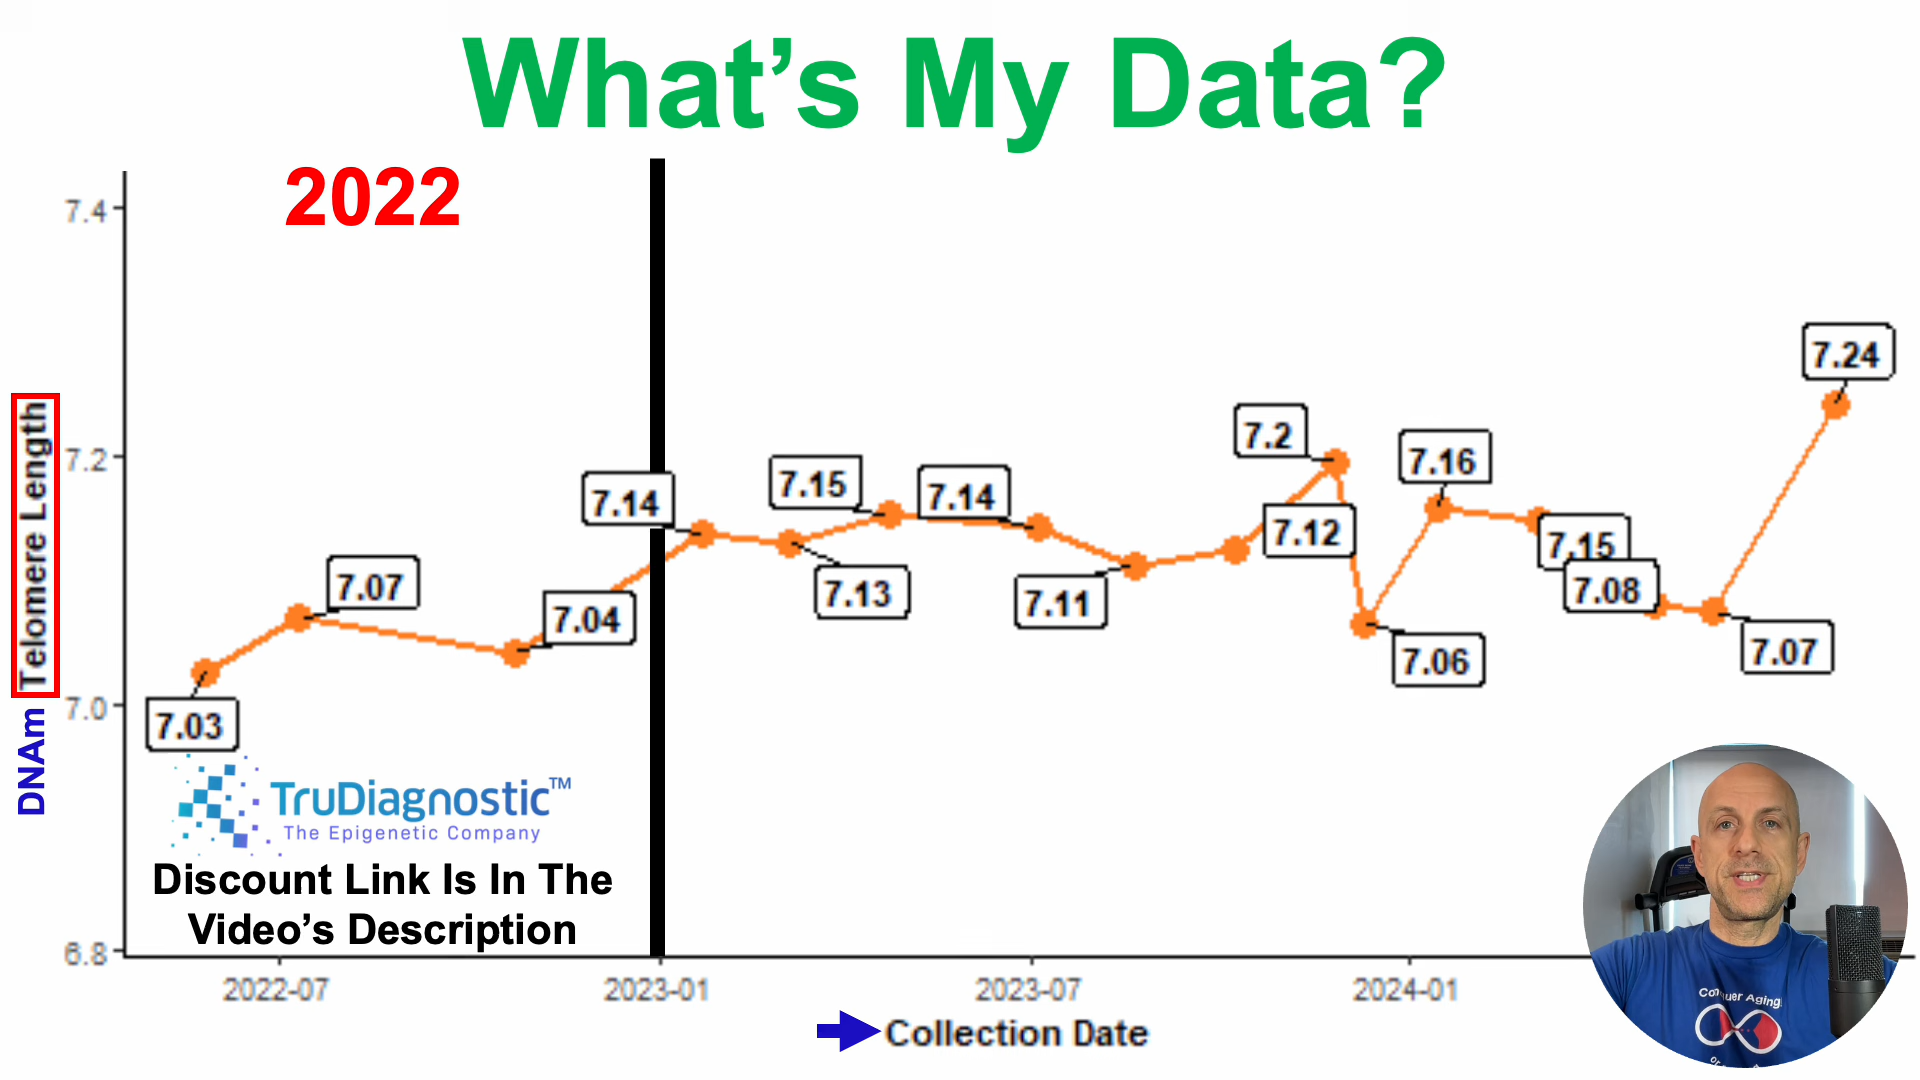 What's My Data?
2022
7.4
7.2
7.0
6.8
DNAm Telomere Length
7.03
7.07
7.04
7.14
7.13
7.15
7.14
7.11
7.12
7.2
7.06
7.16
7.15
7.08
7.07
7.24
TruDiagnostic™
The Epigenetic Company
Discount Link Is In The
Video's Description
2022-07
2023-01
2023-07
2024-01
Collection Date
Conquer Aging
or